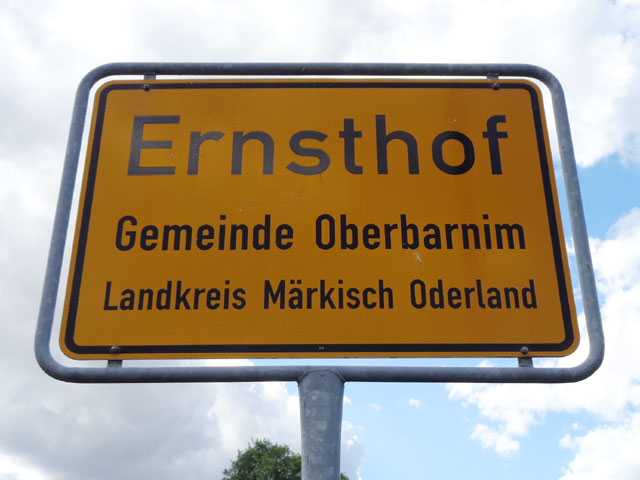 Ernsthof
Gemeinde Oberbarnim
Landkreis Märkisch Oderland